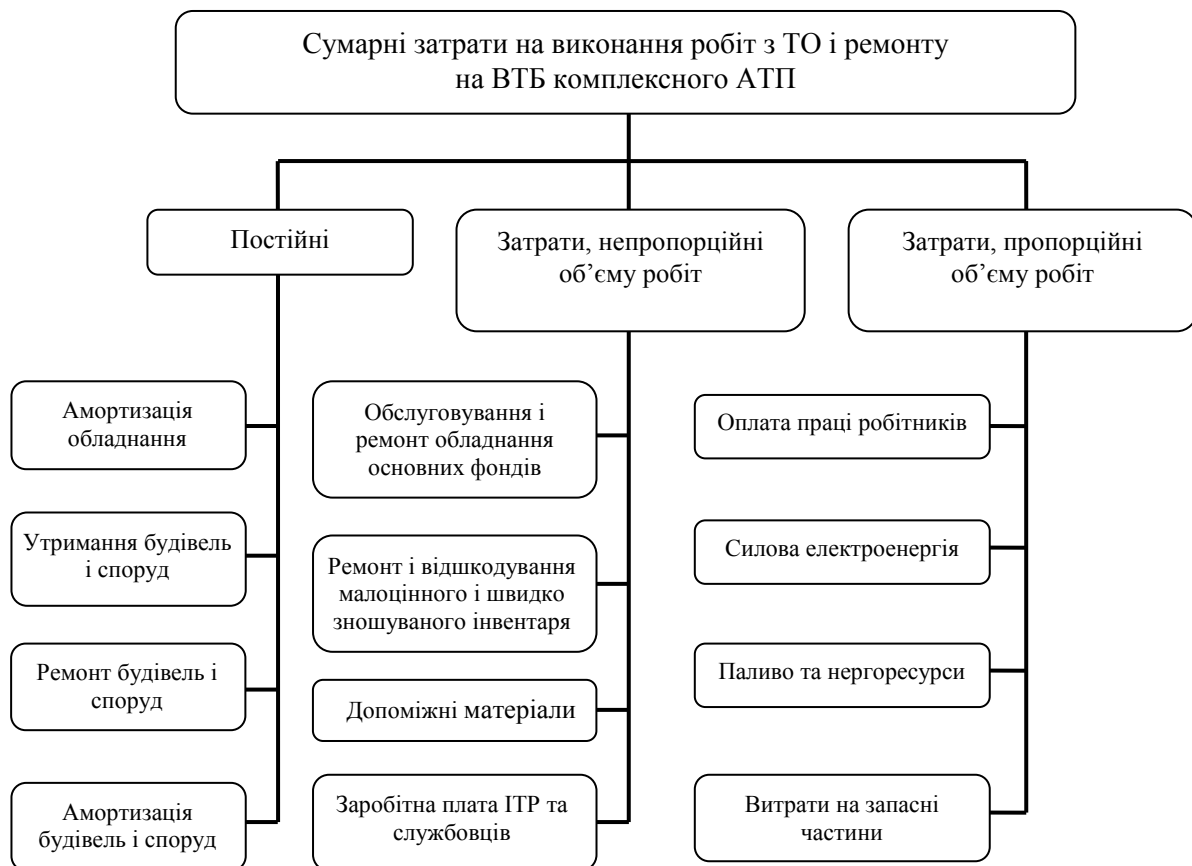 Сумарні затрати на виконання робіт з ТО і ремонту
на ВТБ комплексного АТП
Постійні
Затрати, непропорційні
об’єму робіт
Затрати, пропорційні
об’єму робіт
Амортизація
обладнання
Утримання будівель
і споруд
Ремонт будівель і
споруд
Амортизація
будівель і споруд
Обслуговування і
ремонт обладнання
основних фондів
Ремонт і відшкодування
малоцінного і швидко
зношуваного інвентаря
Допоміжні матеріали
Заробітна плата ІТР та
службовців
Оплата праці робітників
Силова електроенергія
Паливо та нергоресурси
Витрати на запасні
частини